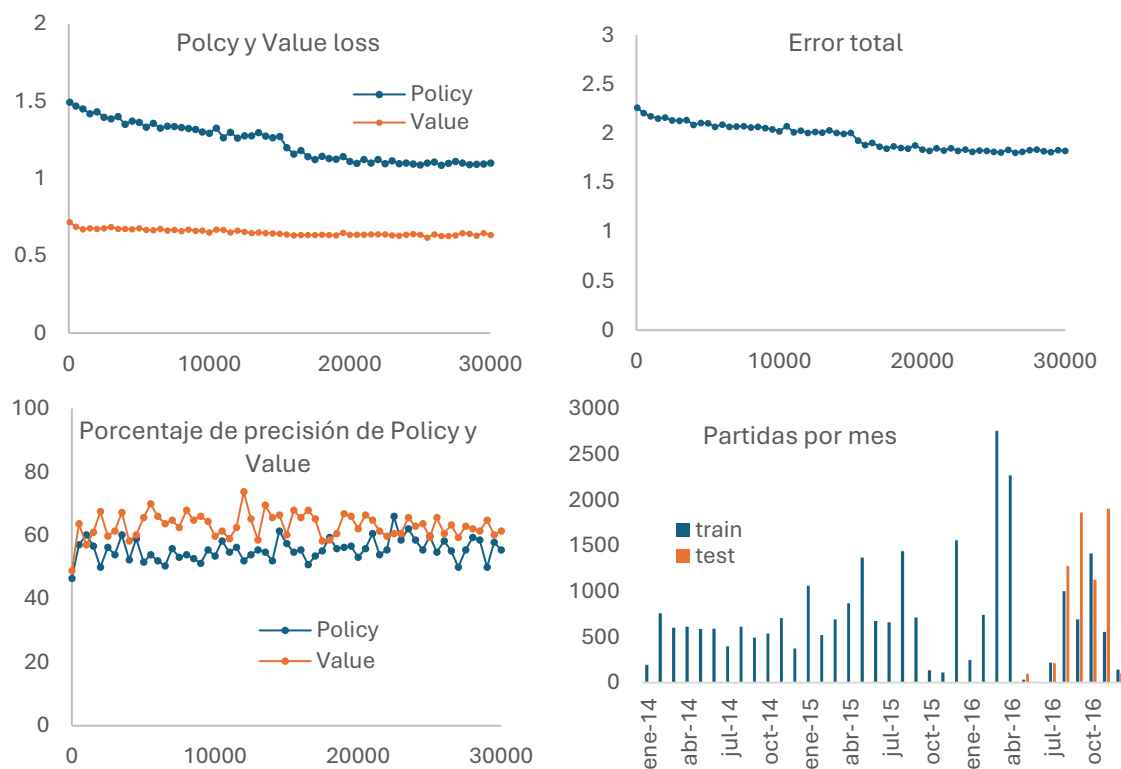 Polcy y Value loss
2
1.5
1
0.5
0
Policy
Value
0 10000 20000 30000
Error total
3
2.5
2
1.5
1
0.5
0
0 10000 20000 30000
Porcentaje de precisión de Policy y
Value
100
80
60
40
20
0
Policy
Value
0 10000 20000 30000
Partidas por mes
3000
2500
2000
1500
1000
500
0
train
test
ene-14
abr-14
jul-14
oct-14
ene-15
abr-15
jul-15
oct-15
ene-16
abr-16
jul-16
oct-16